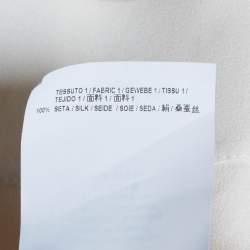 TESSUTO 1 / FABRIC 1 / GEWEBE 1 / TISSU 1 /
TEJIDO 1 / 面料 1 / 面料 1
100% SETA / SILK / SEIDE / SOIE / SEDA / 絹 / 桑蚕丝